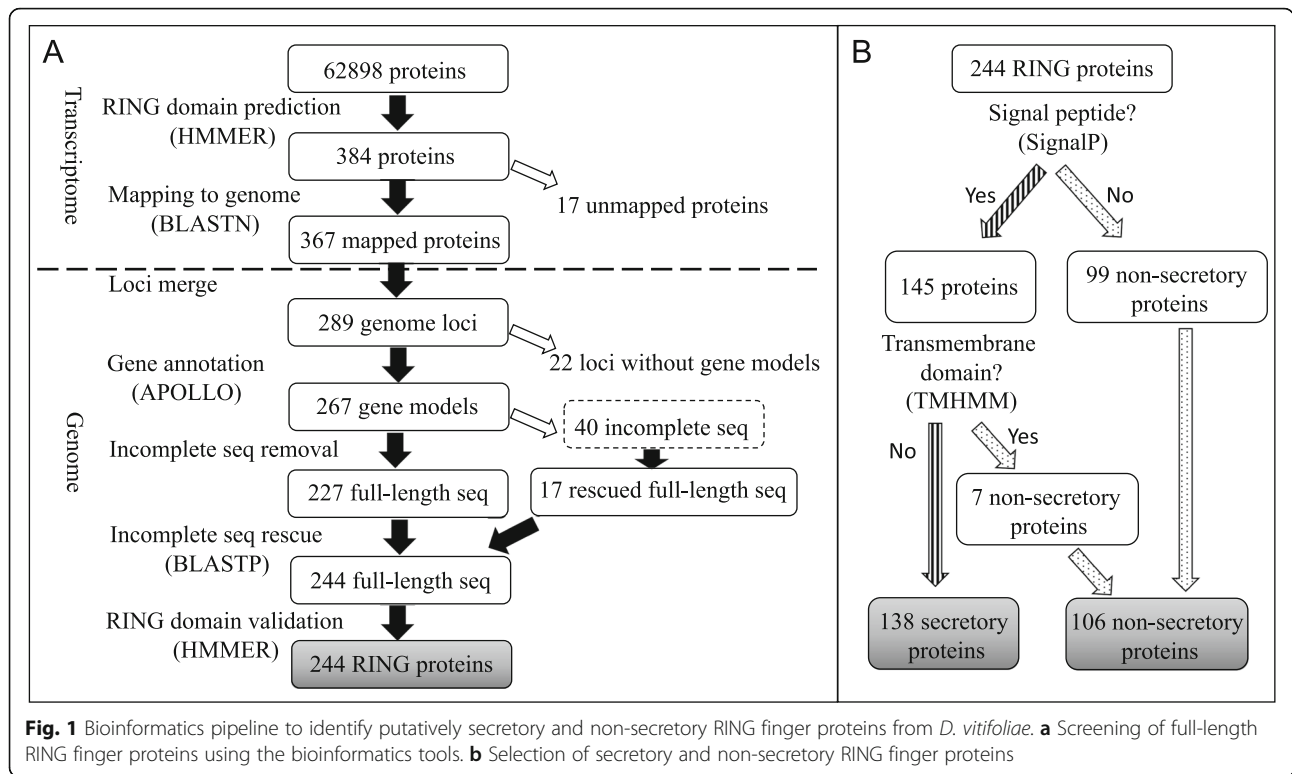 A
Transcriptome
62898 proteins
RING domain prediction
(HMMER)
384 proteins
17 unmapped proteins
Mapping to genome
(BLASTN)
367 mapped proteins
Genome
Loci merge
289 genome loci
22 loci without gene models
Gene annotation
(APOLLO)
267 gene models
40 incomplete seq
Incomplete seq removal
227 full-length seq
17 rescued full-length seq
Incomplete seq rescue
(BLASTP)
244 full-length seq
RING domain validation
(HMMER)
244 RING proteins
B
244 RING proteins
Signal peptide?
(SignalP)
Yes
No
145 proteins
99 non-secretory
proteins
Transmembrane
domain?
(TMHMM)
No
Yes
7 non-secretory
proteins
138 secretory
proteins
106 non-secretory
proteins
Fig. 1 Bioinformatics pipeline to identify putatively secretory and non-secretory RING finger proteins from D. vitifoliae. a Screening of full-length
RING finger proteins using the bioinformatics tools. b Selection of secretory and non-secretory RING finger proteins